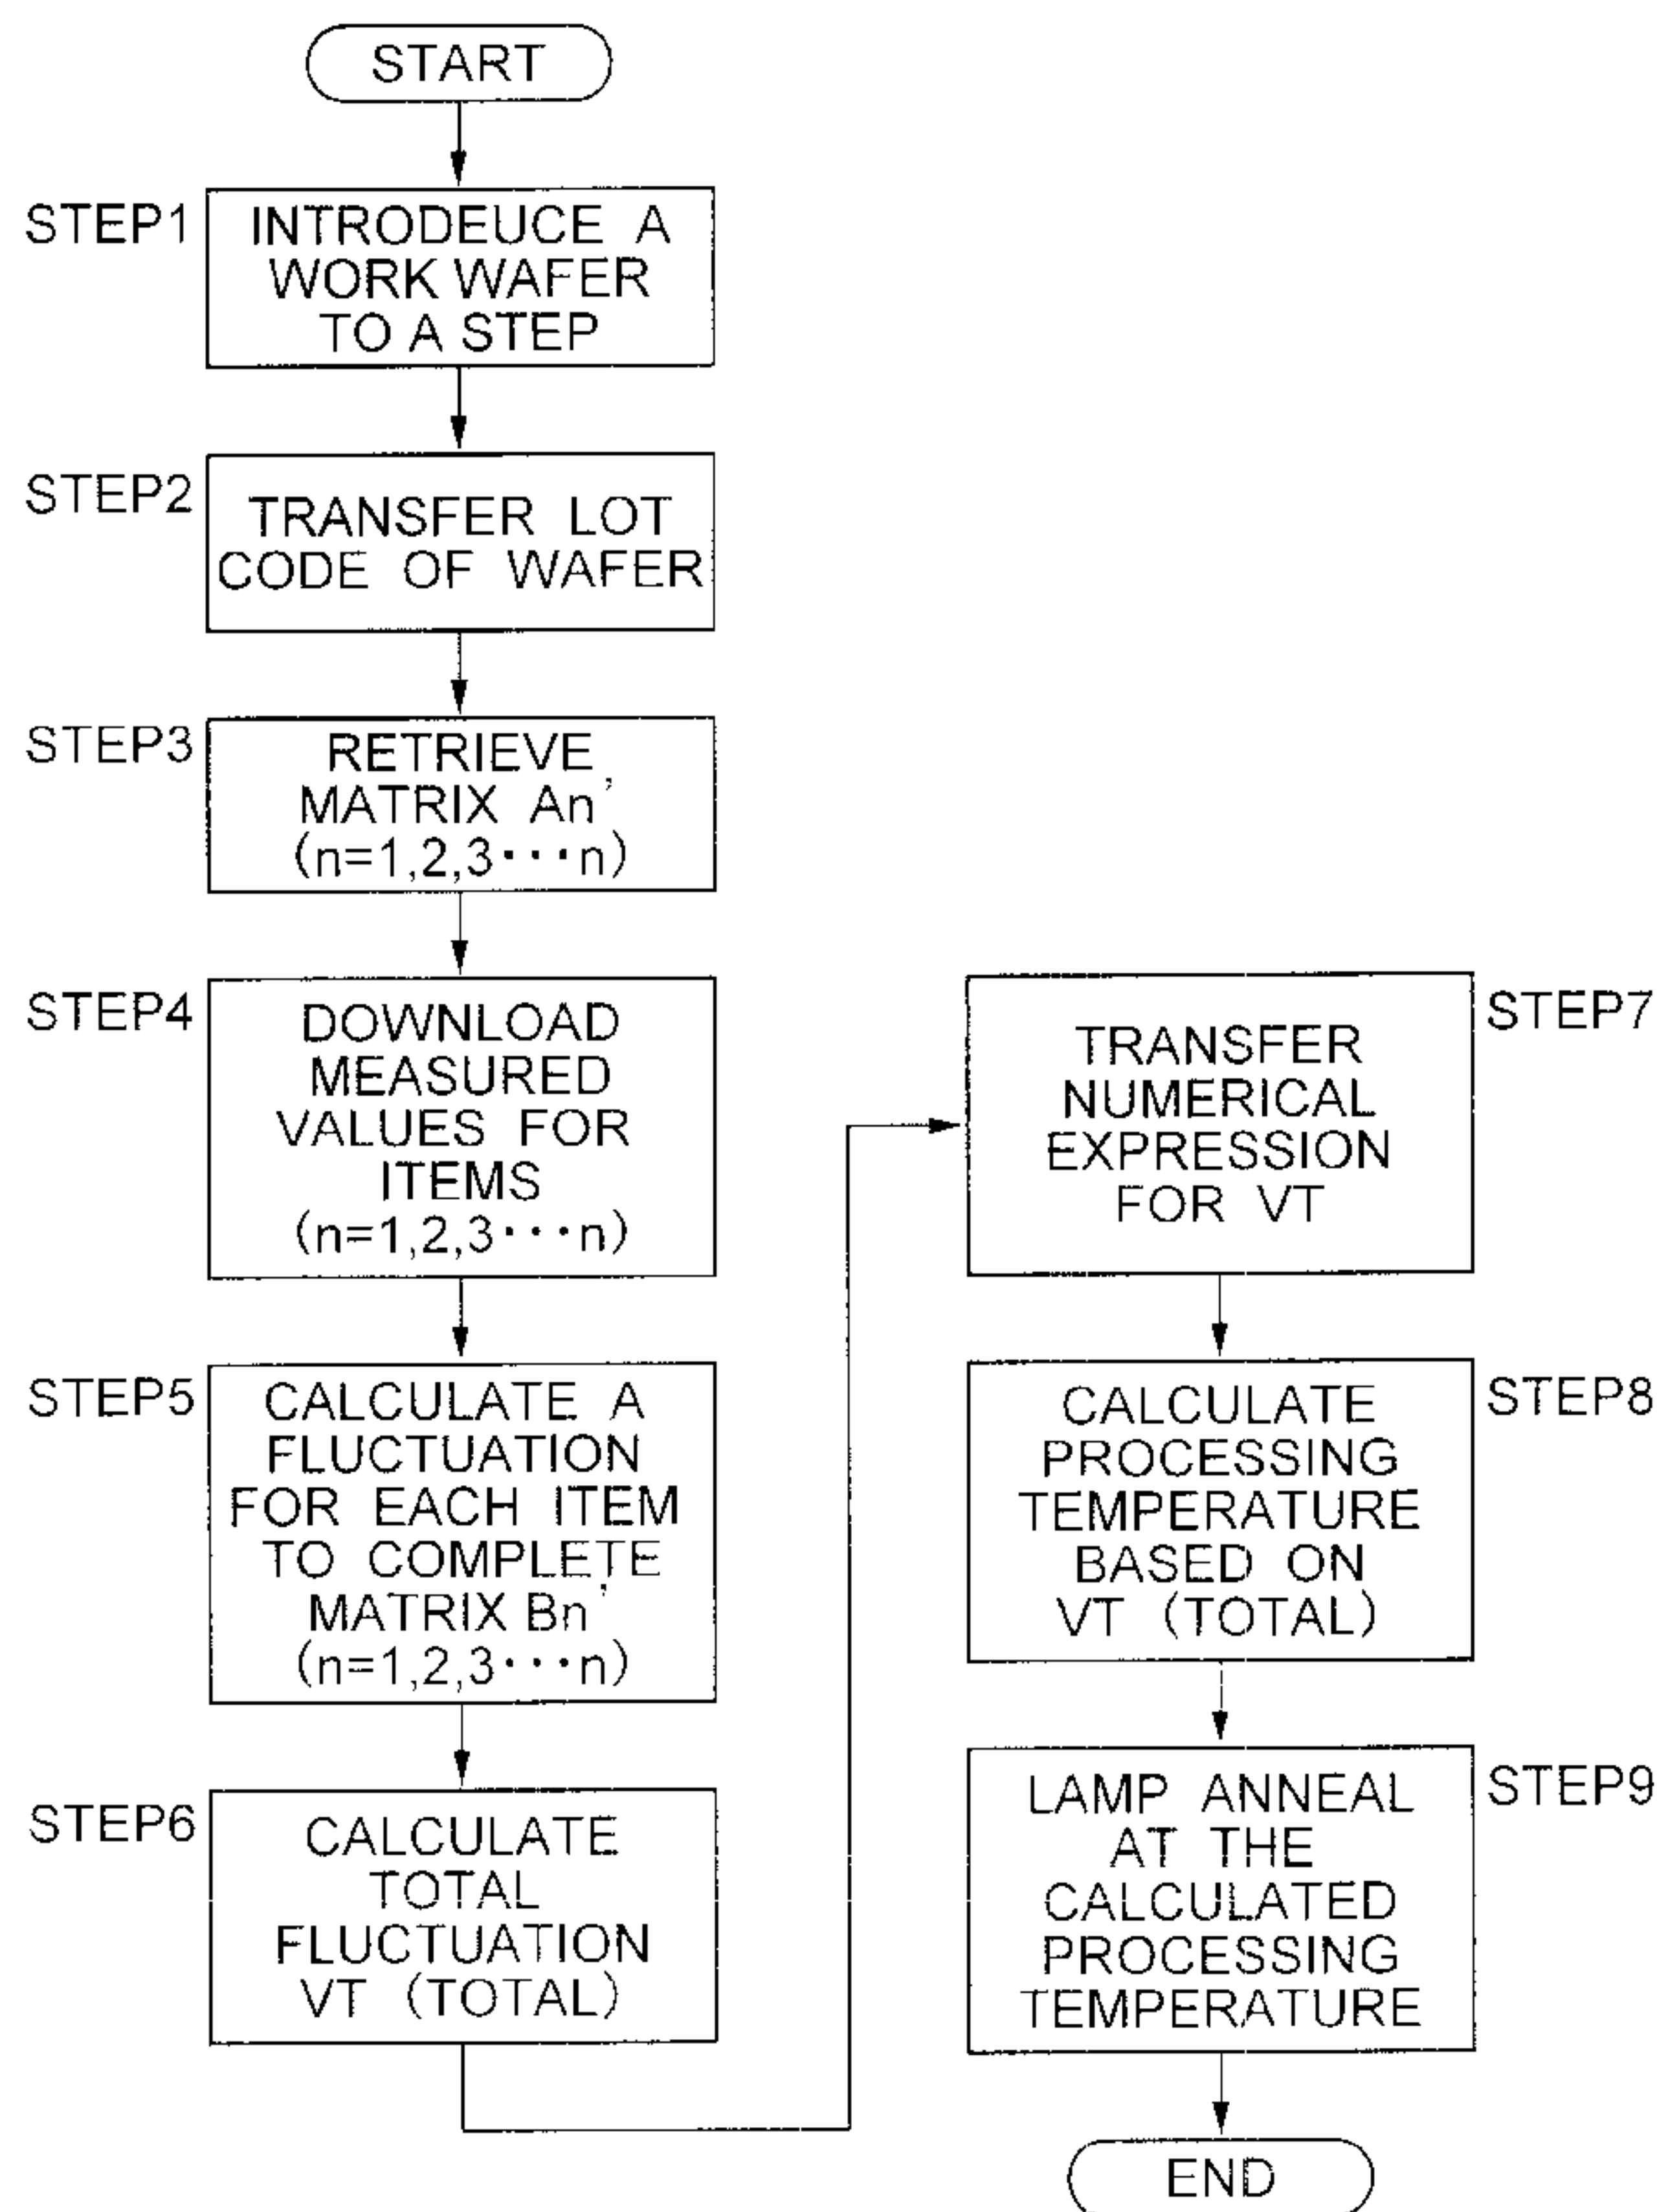 START
STEP1
INTRODEUCE A
WORK WAFER
TO A STEP
STEP2
TRANSFER LOT
CODE OF WAFER
STEP3
RETRIEVE
MATRIX An'
(n=1,2,3･･･n)
STEP4
DOWNLOAD
MEASURED
VALUES FOR
ITEMS
(n=1,2,3･･･n)
STEP5
CALCULATE A
FLUCTUATION
FOR EACH ITEM
TO COMPLETE
MATRIX Bn'
(n=1,2,3･･･n)
STEP6
CALCULATE
TOTAL
FLUCTUATION
VT (TOTAL)
STEP7
TRANSFER
NUMERICAL
EXPRESSION
FOR VT
STEP8
CALCULATE
PROCESSING
TEMPERATURE
BASED ON
VT (TOTAL)
STEP9
LAMP ANNEAL
AT THE
CALCULATED
PROCESSING
TEMPERATURE
END